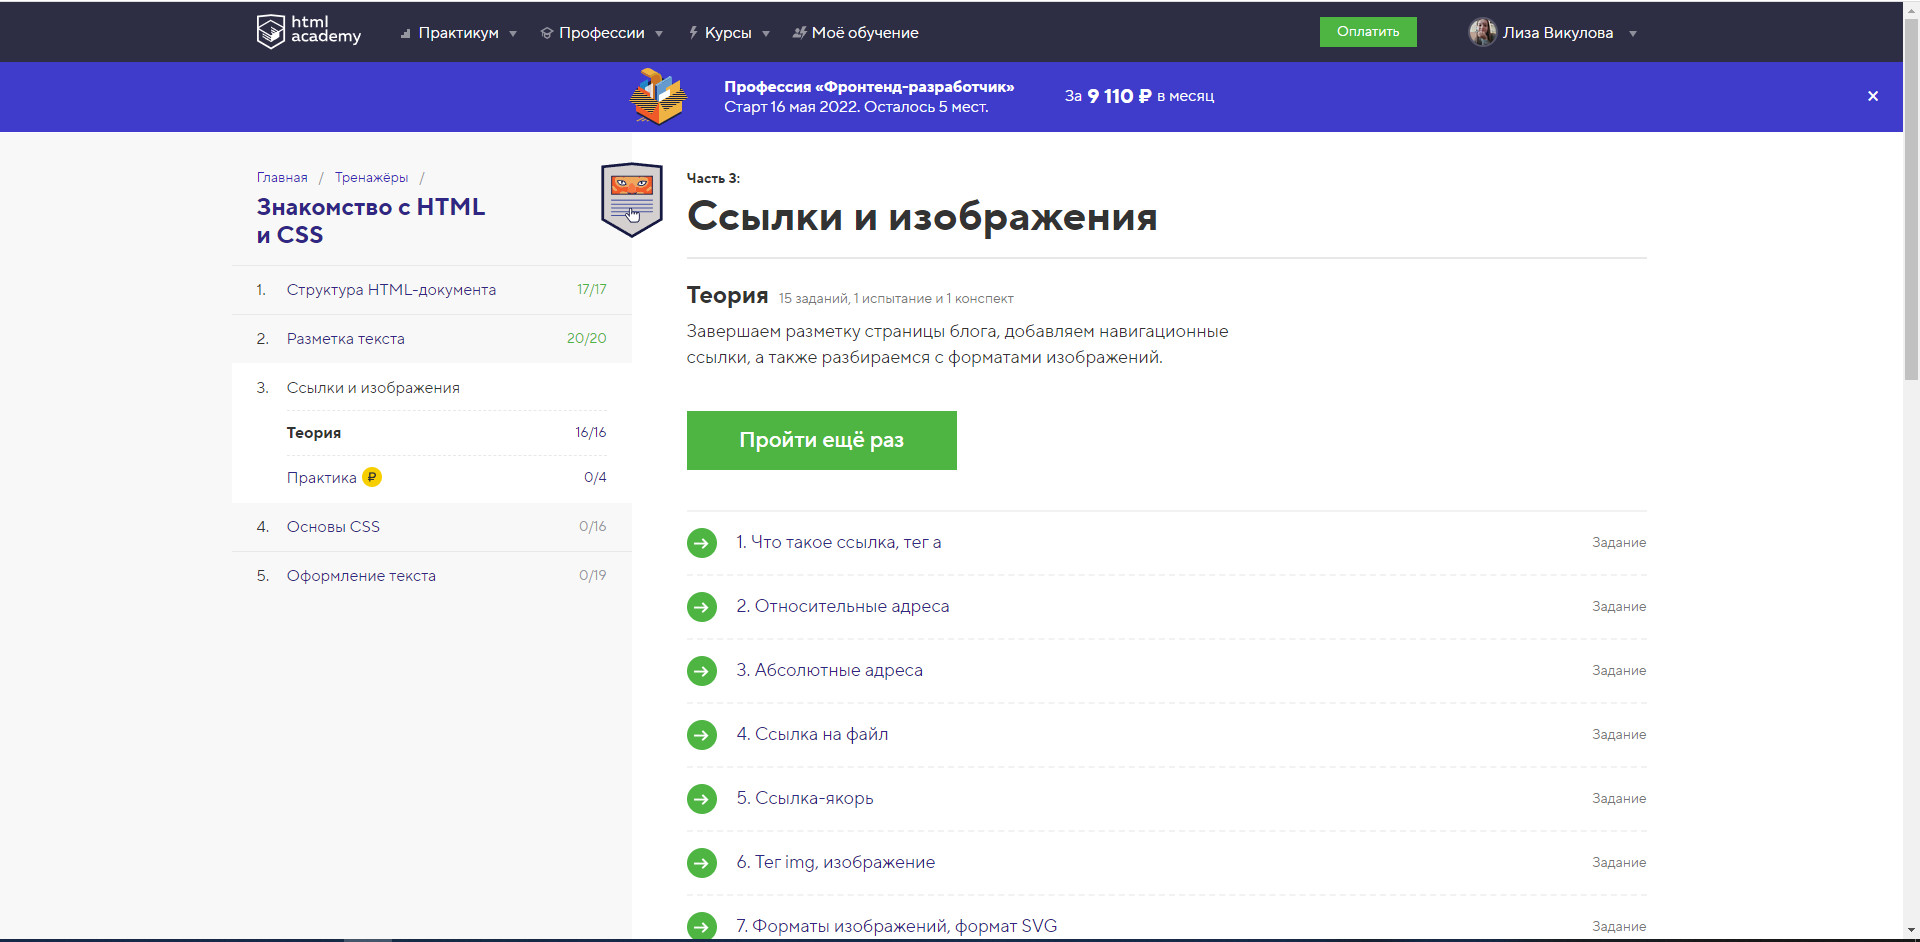 html
academy
Практикум
Профессии
Курсы
Моё обучение
Оплатить
Лиза Викулова
Профессия «Фронтенд-разработчик»
Старт 16 мая 2022. Осталось 5 мест.
За 9 110 ₽ в месяц
Главная / Тренажёры /
Знакомство с HTML
и CSS
1. Структура HTML-документа 17/17
2. Разметка текста 20/20
3. Ссылки и изображения
Теория 16/16
Практика ₽ 0/4
4. Основы CSS 0/16
5. Оформление текста 0/19
Часть 3:
Ссылки и изображения
Теория 15 заданий, 1 испытание и 1 конспект
Завершаем разметку страницы блога, добавляем навигационные
ссылки, а также разбираемся с форматами изображений.
Пройти ещё раз
1. Что такое ссылка, тег a Задание
2. Относительные адреса Задание
3. Абсолютные адреса Задание
4. Ссылка на файл Задание
5. Ссылка-якорь Задание
6. Тег img, изображение Задание
7. Форматы изображений, формат SVG Задание